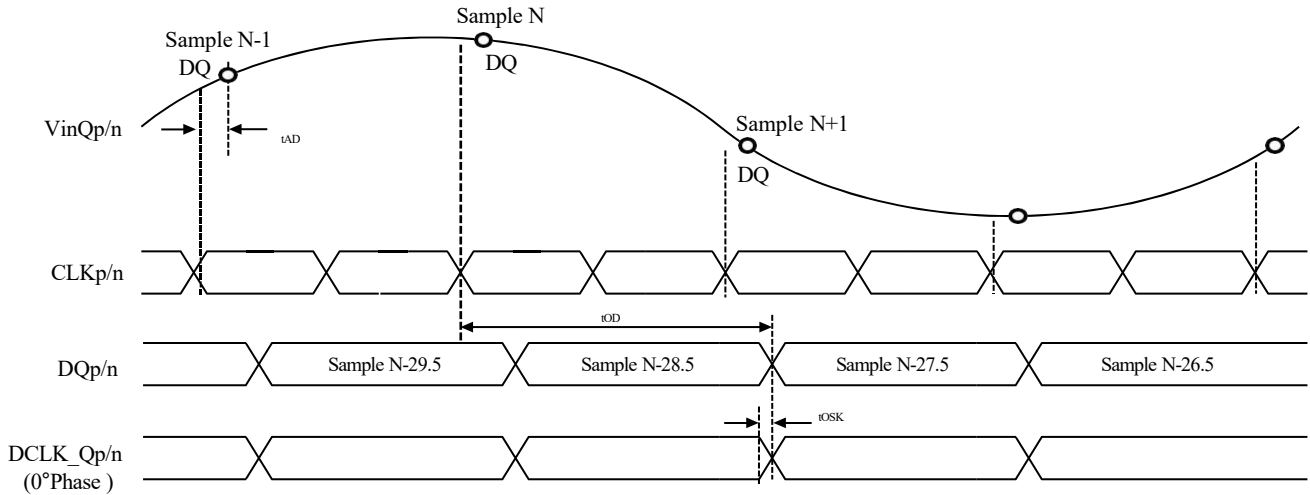 Sample N
Sample N-1
DQ
DQ
Sample N+1
VinQp/n
tAD
DQ
CLKp/n
tOD
DQp/n
Sample N-29.5
Sample N-28.5
Sample N-27.5
Sample N-26.5
tOSK
DCLK_Qp/n
(0°Phase )